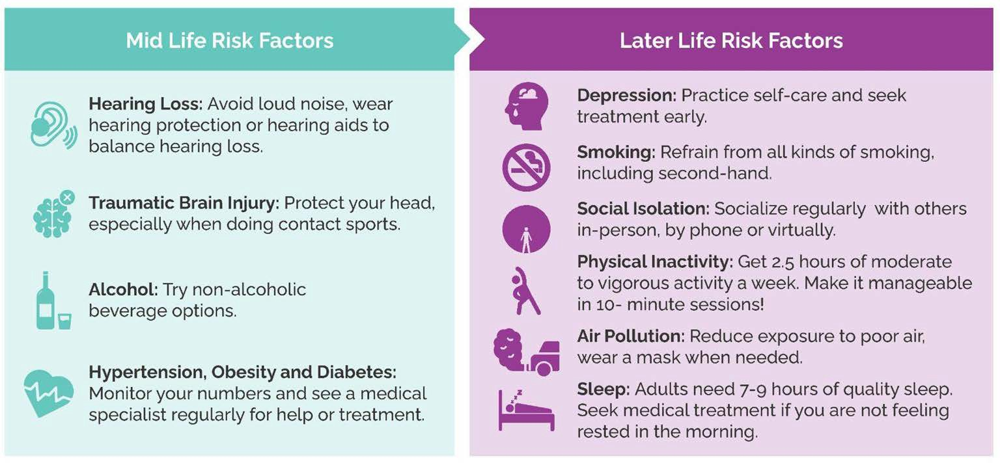 Mid Life Risk Factors
Hearing Loss: Avoid loud noise, wear
hearing protection or hearing aids to
balance hearing loss.
Traumatic Brain Injury: Protect your head,
especially when doing contact sports.
Alcohol: Try non-alcoholic
beverage options.
Hypertension, Obesity and Diabetes:
Monitor your numbers and see a medical
specialist regularly for help or treatment.
Later Life Risk Factors
Depression: Practice self-care and seek
treatment early.
Smoking: Refrain from all kinds of smoking,
including second-hand.
Social Isolation: Socialize regularly  with others
in-person, by phone or virtually.
Physical Inactivity: Get 2.5 hours of moderate
to vigorous activity a week. Make it manageable
in 10- minute sessions!
Air Pollution: Reduce exposure to poor air,
wear a mask when needed.
z z z
Sleep: Adults need 7-9 hours of quality sleep.
Seek medical treatment if you are not feeling
rested in the morning.